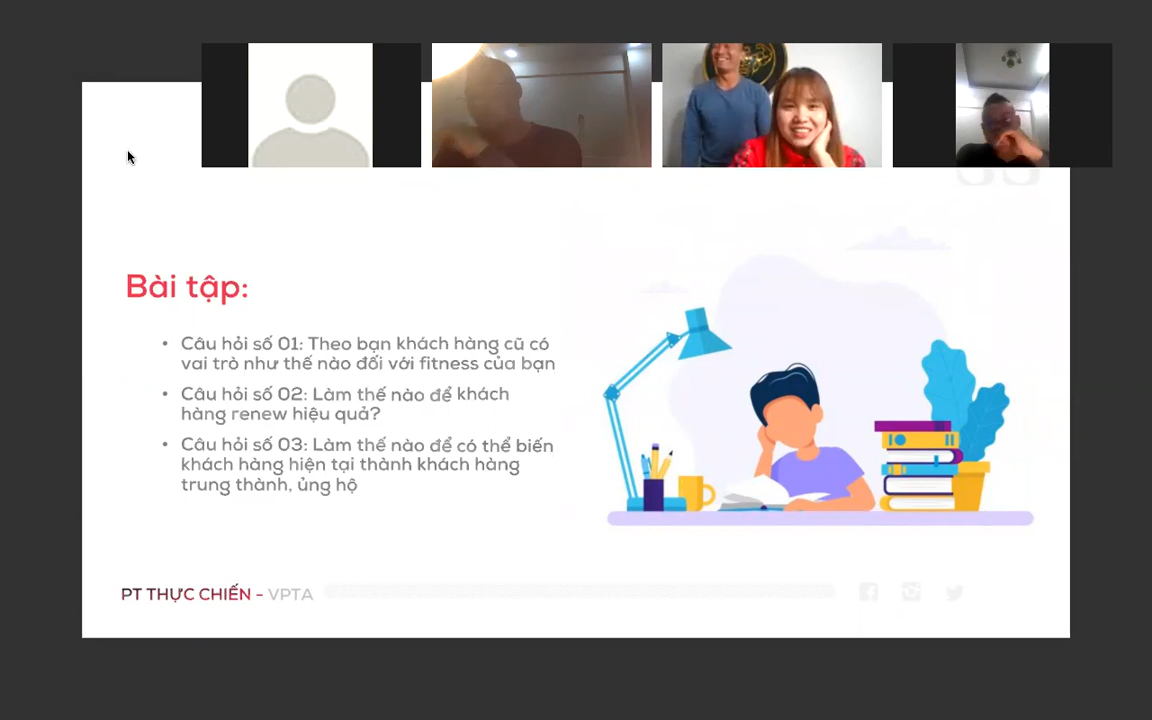 Bài tập:
• Câu hỏi số 01: Theo bạn khách hàng cũ có
vai trò như thế nào đối với fitness của bạn
• Câu hỏi số 02: Làm thế nào để khách
hàng renew hiệu quả?
• Câu hỏi số 03: Làm thế nào để có thể biến
khách hàng hiện tại thành khách hàng
trung thành, ủng hộ
PT THỰC CHIẾN - VPTA